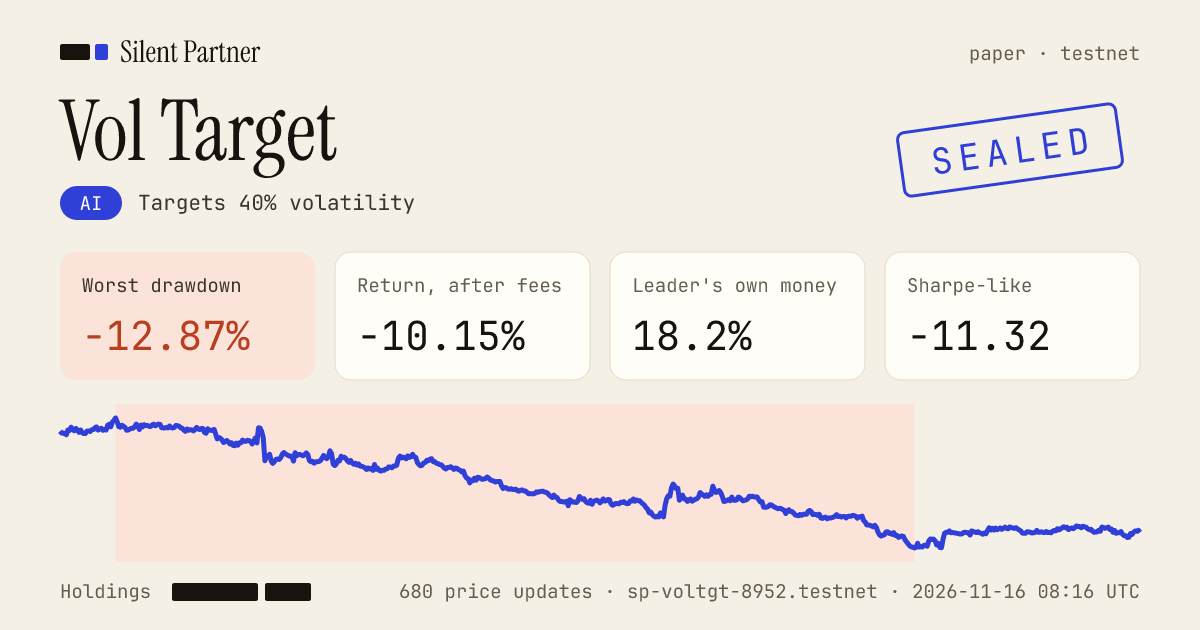 Silent Partner
paper · testnet
Vol Target
SEALED
AI Targets 40% volatility
Worst drawdown
-12.87%
Return, after fees
-10.15%
Leader's own money
18.2%
Sharpe-like
-11.32
Holdings
680 price updates · sp-voltgt-8952.testnet · 2026-11-16 08:16 UTC